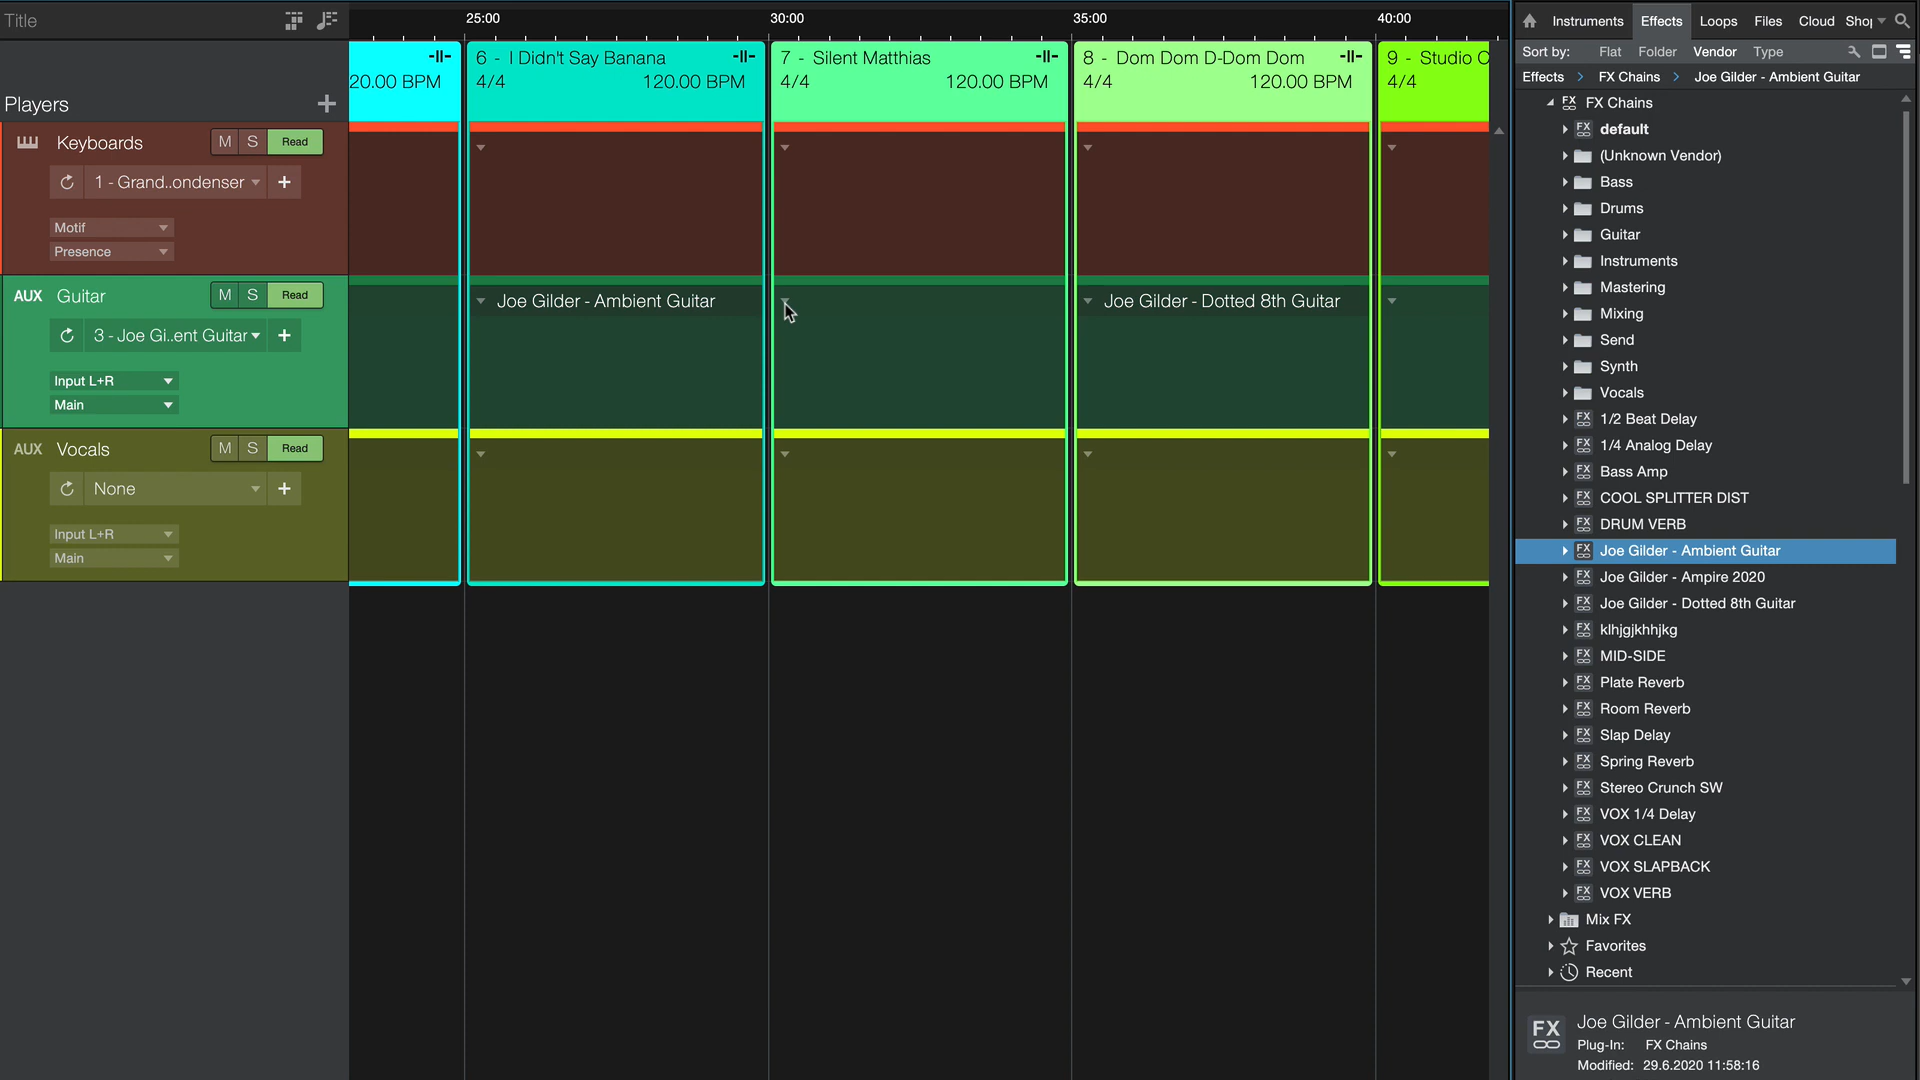 Title
25:00
30:00
35:00
40:00
20.00 BPM
6 - I Didn't Say Banana
4/4
120.00 BPM
7 - Silent Matthias
4/4
120.00 BPM
8 - Dom Dom D-Dom Dom
4/4
120.00 BPM
9 - Studio C
4/4
Players
Keyboards
M
S
Read
1 - Grand..ondenser
Motif
Presence
AUX
Guitar
M
S
Read
3 - Joe Gi..ent Guitar
Input L+R
Main
Joe Gilder - Ambient Guitar
Joe Gilder - Dotted 8th Guitar
AUX
Vocals
M
S
Read
None
Input L+R
Main
Instruments
Effects
Loops
Files
Cloud
Shop
Sort by:
Flat
Folder
Vendor
Type
Effects
FX Chains
Joe Gilder - Ambient Guitar
FX Chains
default
(Unknown Vendor)
Bass
Drums
Guitar
Instruments
Mastering
Mixing
Send
Synth
Vocals
1/2 Beat Delay
1/4 Analog Delay
Bass Amp
COOL SPLITTER DIST
DRUM VERB
Joe Gilder - Ambient Guitar
Joe Gilder - Ampire 2020
Joe Gilder - Dotted 8th Guitar
klhjgjkhhjkg
MID-SIDE
Plate Reverb
Room Reverb
Slap Delay
Spring Reverb
Stereo Crunch SW
VOX 1/4 Delay
VOX CLEAN
VOX SLAPBACK
VOX VERB
Mix FX
Favorites
Recent
FX
Joe Gilder - Ambient Guitar
Plug-In: FX Chains
Modified: 29.6.2020 11:58:16